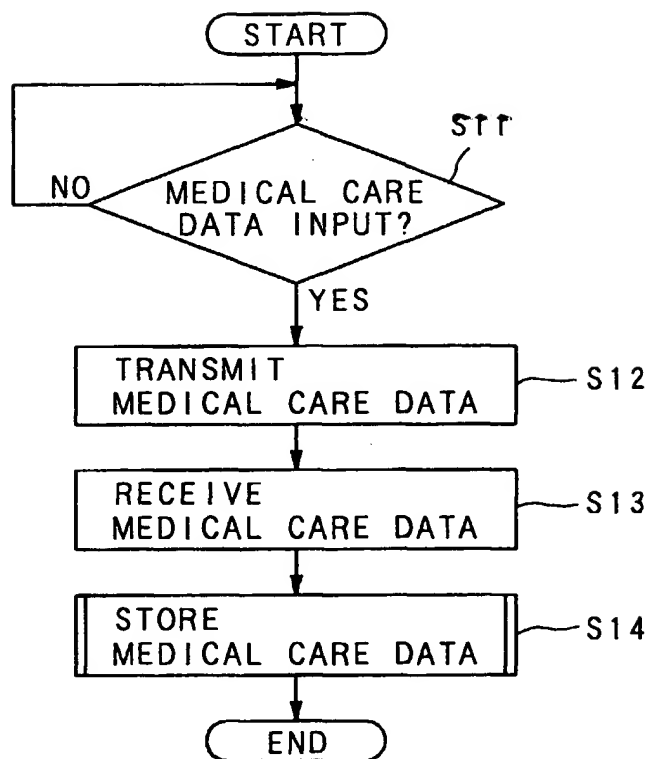 START
S11
NO
MEDICAL CARE
DATA INPUT?
YES
TRANSMIT
MEDICAL CARE DATA
S12
RECEIVE
MEDICAL CARE DATA
S13
STORE
MEDICAL CARE DATA
S14
END